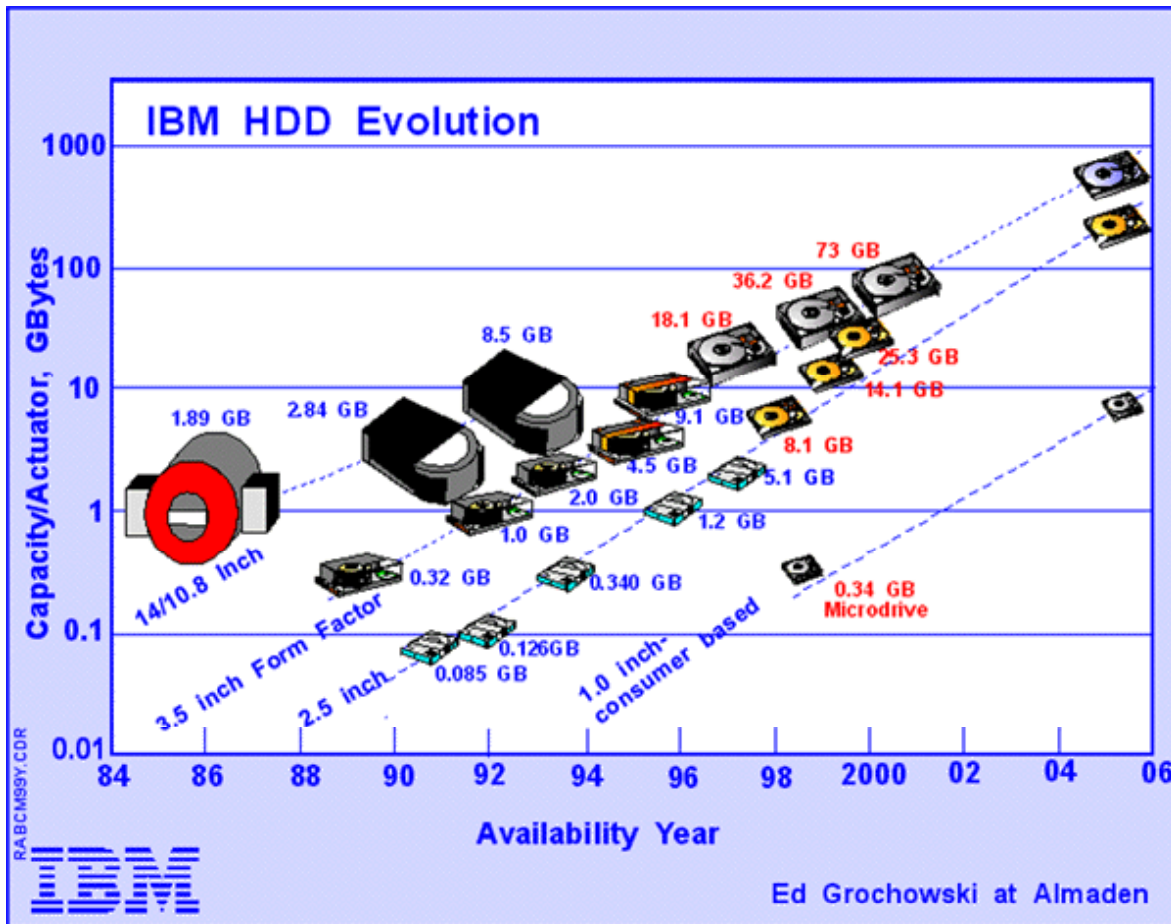 IBM HDD Evolution
Capacity/Actuator, GBytes
1000
100
10
1
0.1
0.01
1.89 GB
2.84 GB
8.5 GB
18.1 GB
36.2 GB
73 GB
25.3 GB
14.1 GB
9.1 GB
8.1 GB
4.5 GB
5.1 GB
2.0 GB
1.2 GB
1.0 GB
0.32 GB
0.340 GB
0.126GB
0.085 GB
0.34 GB
Microdrive
14/10.8 Inch
3.5 inch Form Factor
2.5 inch
1.0 inch-
consumer based
84
86
90
92
94
96
98
2000
02
04
06
Availability Year
RABCM99Y.CDR
IBM
Ed Grochowski at Almaden